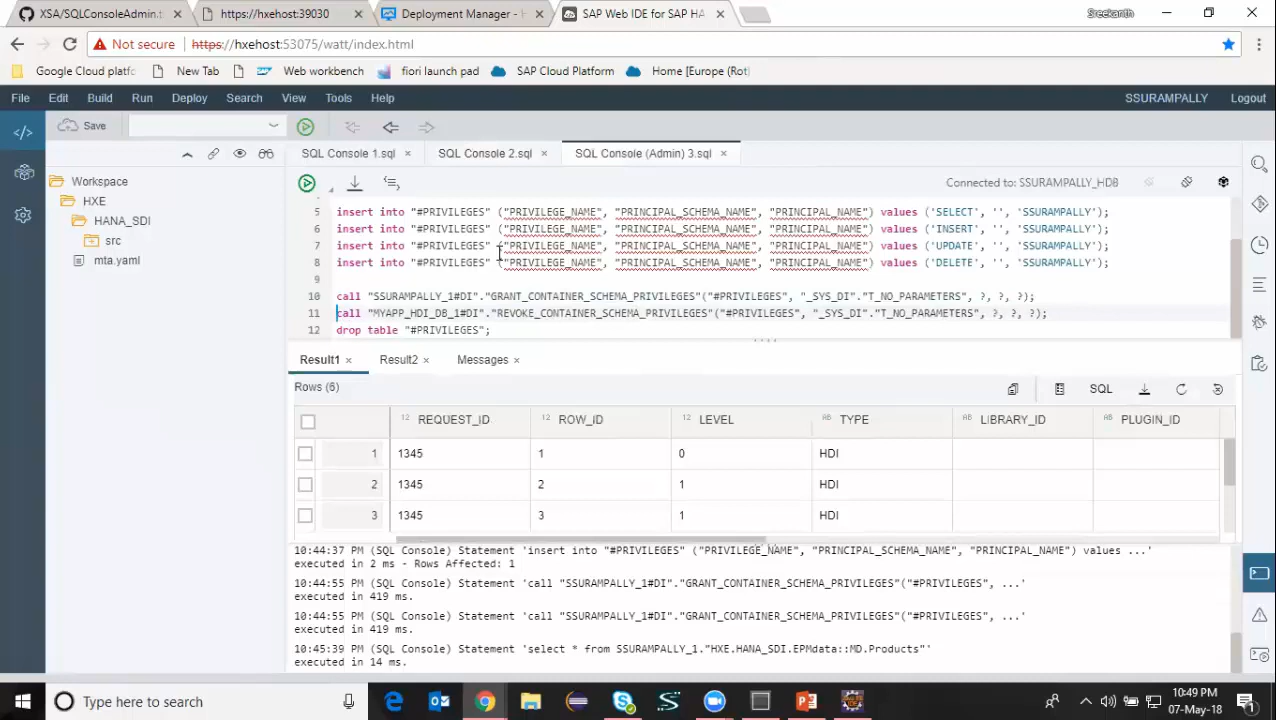 XSA/SQLConsoleAdmin.t
https://hxehost:39030
Deployment Manager -
SAP Web IDE for SAP HA
Sreekanth
Not secure
https://hxehost:53075/watt/index.html
Google Cloud platfo
New Tab
Web workbench
fiori launch pad
SAP Cloud Platform
Home [Europe (Rot
File
Edit
Build
Run
Deploy
Search
View
Tools
Help
SSURAMPALLY
Logout
Save
SQL Console 1.sql
SQL Console 2.sql
SQL Console (Admin) 3.sql
Workspace
HXE
HANA_SDI
src
mta.yaml
Connected to: SSURAMPALLY_HDB
5 insert into "#PRIVILEGES" ("PRIVILEGE_NAME", "PRINCIPAL_SCHEMA_NAME", "PRINCIPAL_NAME") values ('SELECT', '', 'SSURAMPALLY');
6 insert into "#PRIVILEGES" ("PRIVILEGE_NAME", "PRINCIPAL_SCHEMA_NAME", "PRINCIPAL_NAME") values ('INSERT', '', 'SSURAMPALLY');
7 insert into "#PRIVILEGES" ("PRIVILEGE_NAME", "PRINCIPAL_SCHEMA_NAME", "PRINCIPAL_NAME") values ('UPDATE', '', 'SSURAMPALLY');
8 insert into "#PRIVILEGES" ("PRIVILEGE_NAME", "PRINCIPAL_SCHEMA_NAME", "PRINCIPAL_NAME") values ('DELETE', '', 'SSURAMPALLY');
9
10 call "SSURAMPALLY_1#DI"."GRANT_CONTAINER_SCHEMA_PRIVILEGES"("#PRIVILEGES", "_SYS_DI"."T_NO_PARAMETERS", ?, ?, ?);
11 call "MYAPP_HDI_DB_1#DI"."REVOKE_CONTAINER_SCHEMA_PRIVILEGES"("#PRIVILEGES", "_SYS_DI"."T_NO_PARAMETERS", ?, ?, ?);
12 drop table "#PRIVILEGES";
Result1
Result2
Messages
Rows (6)
SQL
12 REQUEST_ID 12 ROW_ID 12 LEVEL AB TYPE AB LIBRARY_ID AB PLUGIN_ID
1 1345 1 0 HDI
2 1345 2 1 HDI
3 1345 3 1 HDI
10:44:37 PM (SQL Console) Statement 'insert into "#PRIVILEGES" ("PRIVILEGE_NAME", "PRINCIPAL_SCHEMA_NAME", "PRINCIPAL_NAME") values ...'
executed in 2 ms - Rows Affected: 1
10:44:55 PM (SQL Console) Statement 'call "SSURAMPALLY_1#DI"."GRANT_CONTAINER_SCHEMA_PRIVILEGES"("#PRIVILEGES", ...'
executed in 419 ms.
10:44:55 PM (SQL Console) Statement 'call "SSURAMPALLY_1#DI"."GRANT_CONTAINER_SCHEMA_PRIVILEGES"("#PRIVILEGES", ...'
executed in 419 ms.
10:45:39 PM (SQL Console) Statement 'select * from SSURAMPALLY_1."HXE.HANA_SDI.EPMdata::MD.Products"'
executed in 14 ms.
Type here to search
10:49 PM
07-May-18